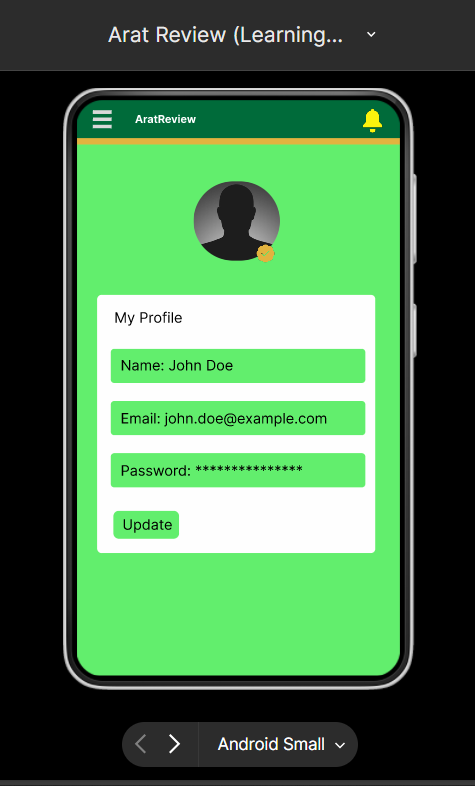 Arat Review (Learning...
AratReview
My Profile
Name: John Doe
Email: john.doe@example.com
Password: ***************
Update
Android Small